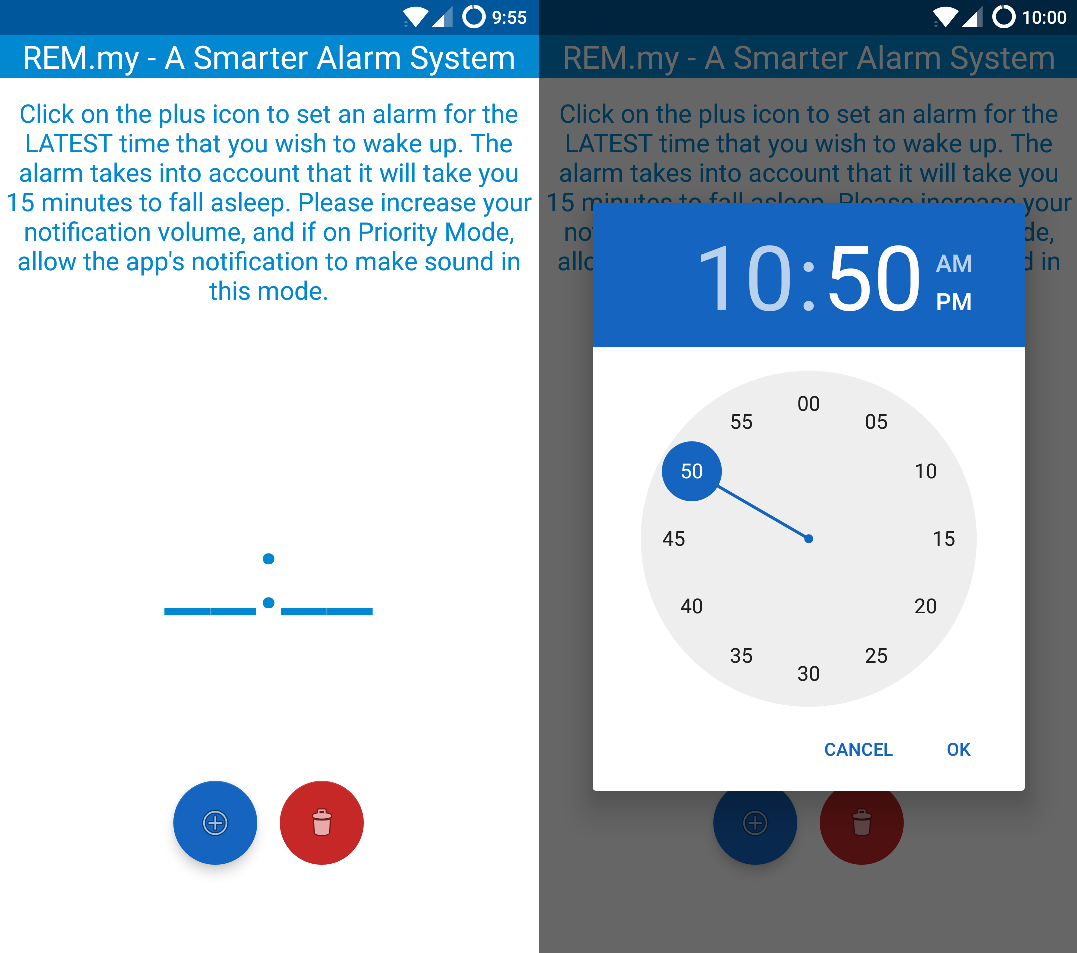 9:55
REM.my - A Smarter Alarm System
Click on the plus icon to set an alarm for the
LATEST time that you wish to wake up. The
alarm takes into account that it will take you
15 minutes to fall asleep. Please increase your
notification volume, and if on Priority Mode,
allow the app's notification to make sound in
this mode.
__:__
10:00
REM.my - A Smarter Alarm System
Click on the plus icon to set an alarm for the
LATEST time that you wish to wake up. The
alarm takes into account that it will take you
15 minutes to fall asleep. Please increase your
no
de,
allo
d in
10:50
AM
PM
00
55
05
50
10
45
15
40
20
35
25
30
CANCEL
OK